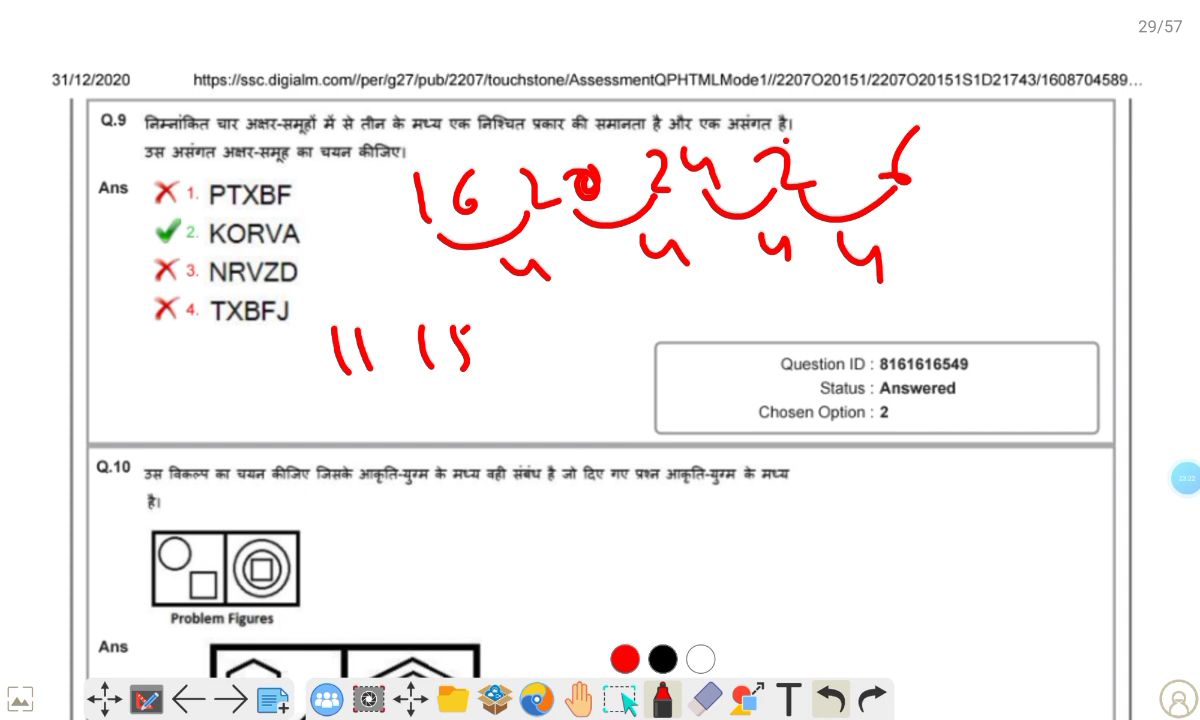 29/57
31/12/2020 https://ssc.digialm.com//per/g27/pub/2207/touchstone/AssessmentQPHTMLMode1//2207O20151/2207O20151S1D21743/1608704589...
Q.9 निम्नांकित चार अक्षर-समूहों में से तीन के मध्य एक निश्चित प्रकार की समानता है और एक असंगत है।
उस असंगत अक्षर-समूह का चयन कीजिए।
16 20 24 2 6
Ans 1. PTXBF
2. KORVA
4 4 4 4
3. NRVZD
4. TXBFJ
11 15
Question ID : 8161616549
Status : Answered
Chosen Option : 2
Q.10 उस विकल्प का चयन कीजिए जिसके आकृति-युग्म के मध्य वही संबंध है जो दिए गए प्रश्न आकृति-युग्म के मध्य
है।
23:22
Problem Figures
Ans
T